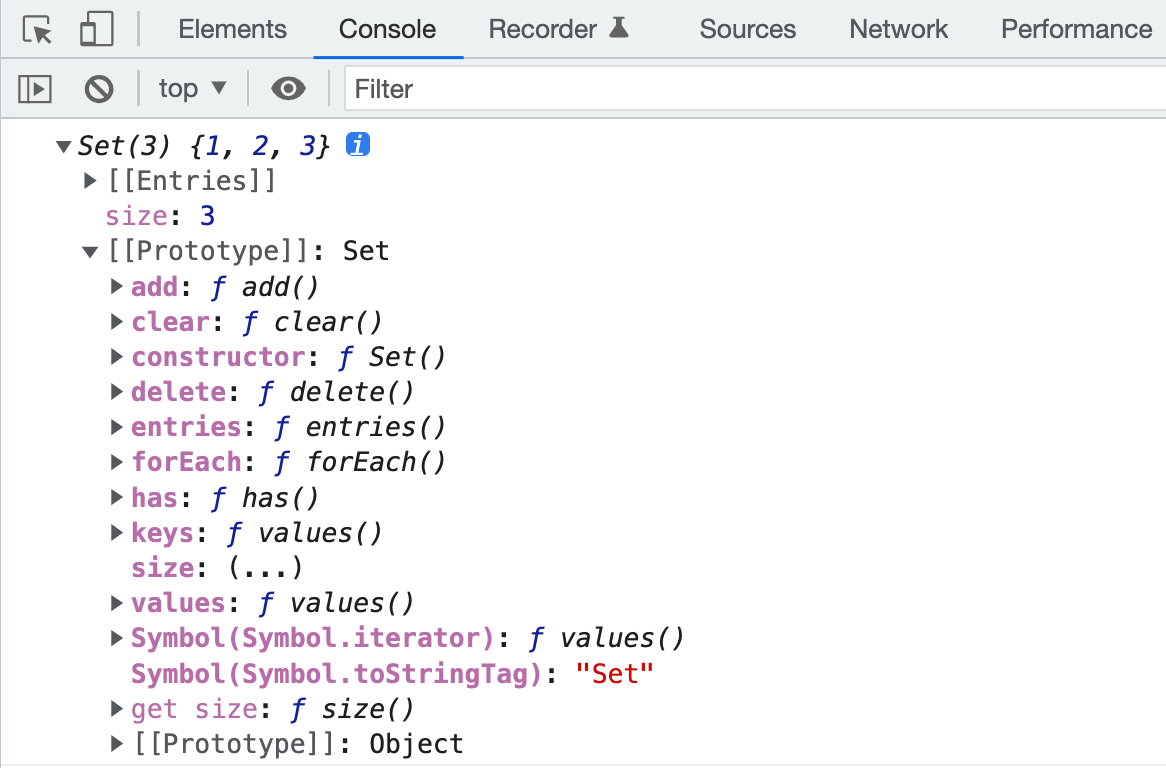 Elements Console Recorder Sources Network Performance
top Filter
Set(3) {1, 2, 3} i
[[Entries]]
size: 3
[[Prototype]]: Set
add: ƒ add()
clear: ƒ clear()
constructor: ƒ Set()
delete: ƒ delete()
entries: ƒ entries()
forEach: ƒ forEach()
has: ƒ has()
keys: ƒ values()
size: (...)
values: ƒ values()
Symbol(Symbol.iterator): ƒ values()
Symbol(Symbol.toStringTag): "Set"
get size: ƒ size()
[[Prototype]]: Object